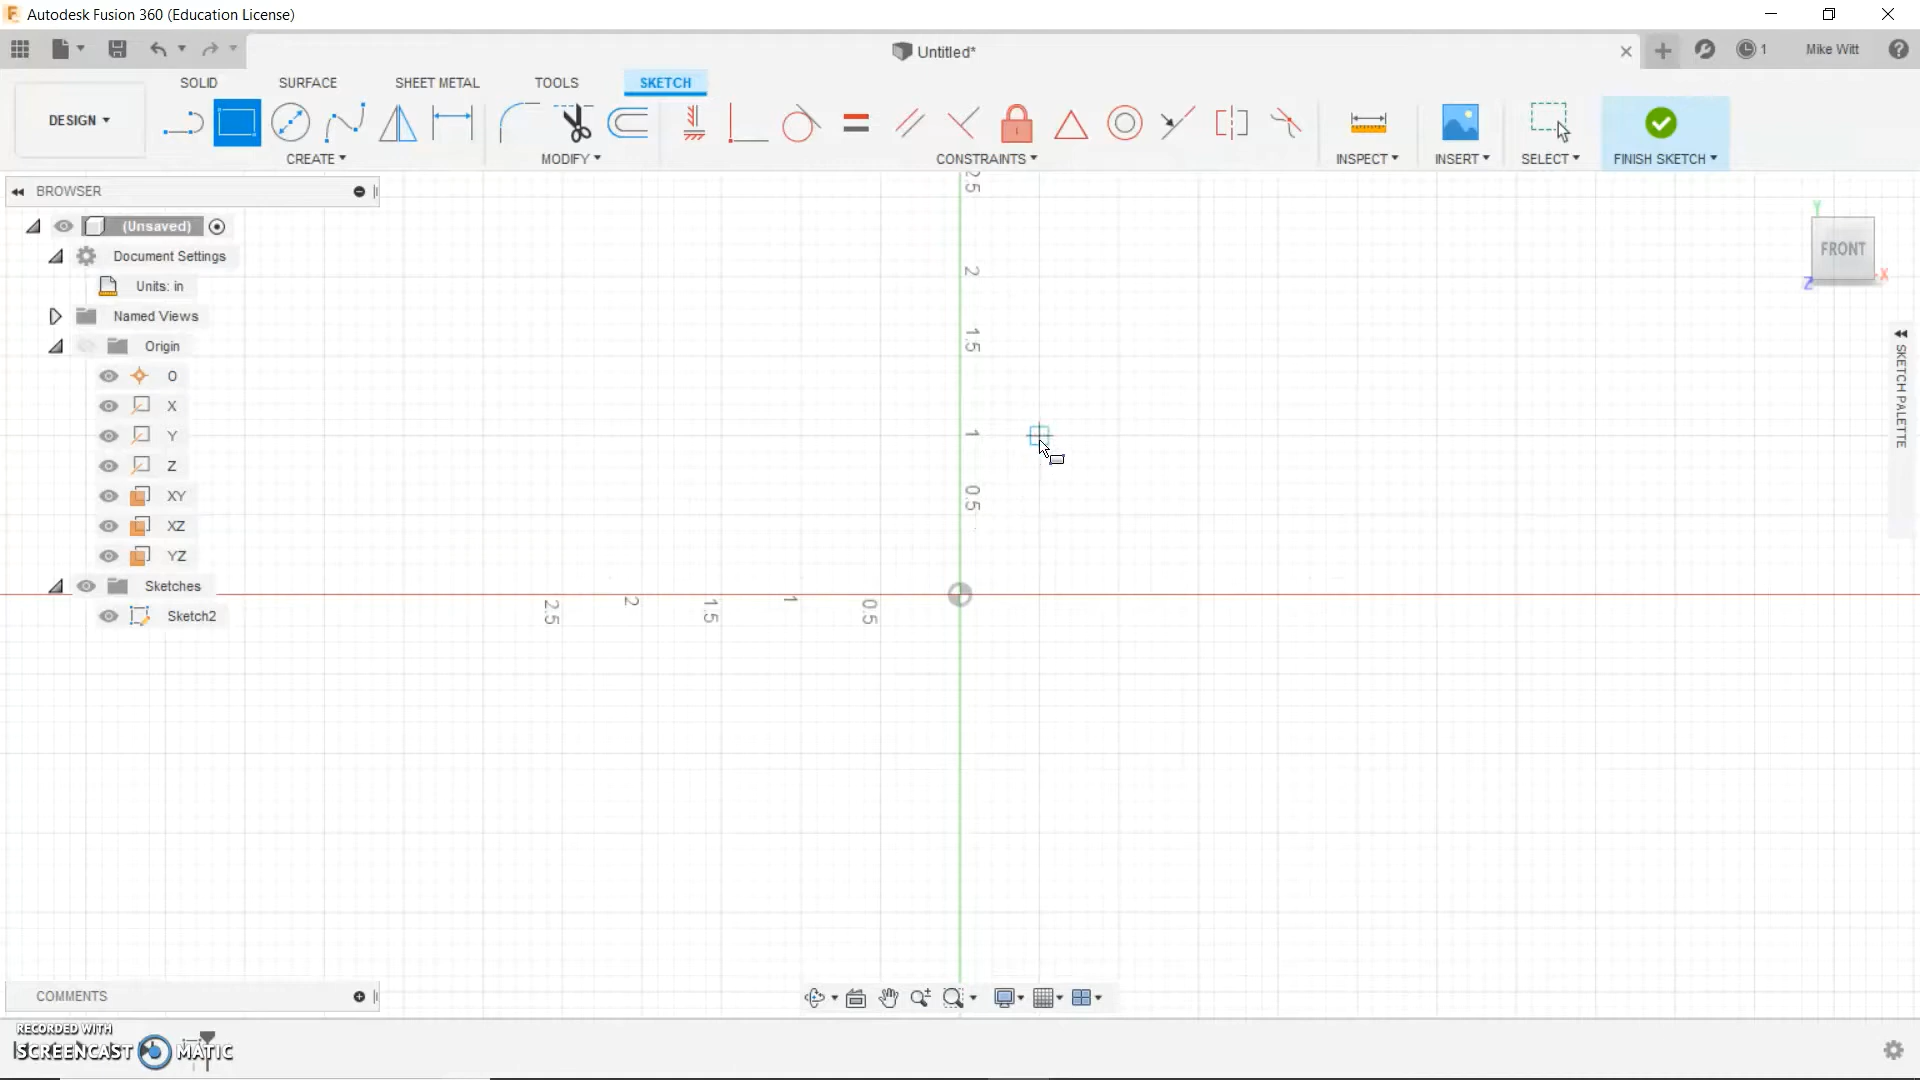 Autodesk Fusion 360 (Education License)
Untitled*
1
Mike Witt
SOLID
SURFACE
SHEET METAL
TOOLS
SKETCH
DESIGN
CREATE
MODIFY
CONSTRAINTS
INSPECT
INSERT
SELECT
FINISH SKETCH
BROWSER
(Unsaved)
Document Settings
Units: in
Named Views
Origin
O
X
Y
Z
XY
XZ
YZ
Sketches
Sketch2
2.5
2
1.5
1
0.5
2.5
2
1.5
1
0.5
Y
FRONT
Z
X
SKETCH PALETTE
COMMENTS
RECORDED WITH
SCREENCAST MATIC